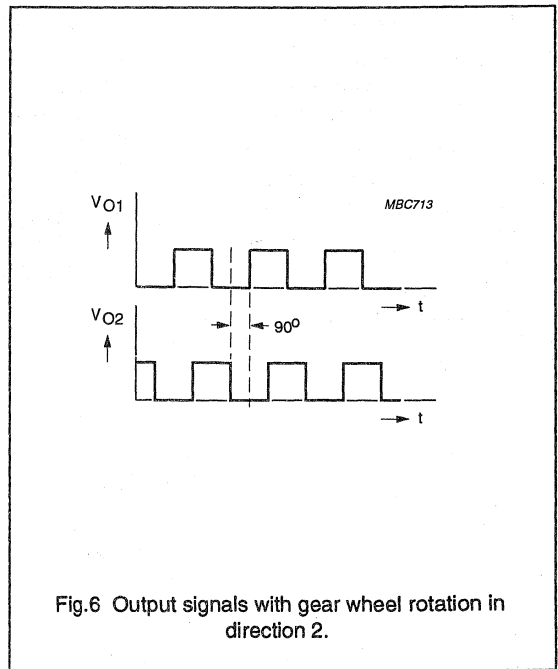 VO1
MBC713
t
VO2
90°
t
Fig.6 Output signals with gear wheel rotation in
direction 2.